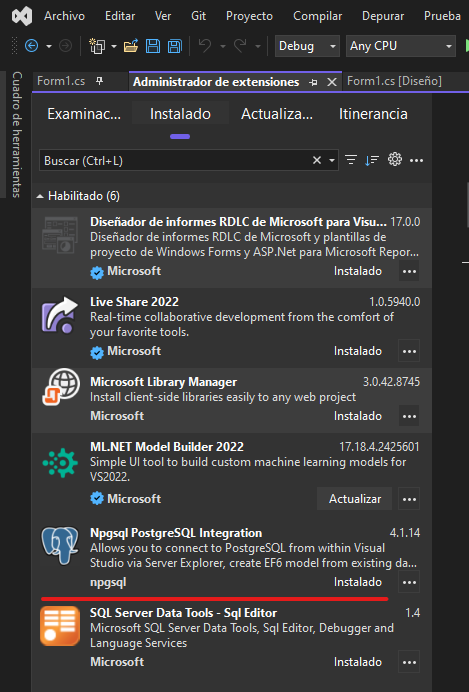 Archivo Editar Ver Git Proyecto Compilar Depurar Prueba
Debug Any CPU
Form1.cs Administrador de extensiones Form1.cs [Diseño]
Cuadro de herramientas
Examinac... Instalado Actualiza... Itinerancia
Buscar (Ctrl+L)
Habilitado (6)
Diseñador de informes RDLC de Microsoft para Visu... 17.0.0
Diseñador de informes RDLC de Microsoft y plantillas de
proyecto de Windows Forms y ASP.Net para Microsoft Repor...
Microsoft Instalado
Live Share 2022 1.0.5940.0
Real-time collaborative development from the comfort of
your favorite tools.
Microsoft Instalado
Microsoft Library Manager 3.0.42.8745
Install client-side libraries easily to any web project
Microsoft Instalado
ML.NET Model Builder 2022 17.18.4.2425601
Simple UI tool to build custom machine learning models for
VS2022.
Microsoft Actualizar
Npgsql PostgreSQL Integration 4.1.14
Allows you to connect to PostgreSQL from within Visual
Studio via Server Explorer, create EF6 model from existing da...
npgsql Instalado
SQL Server Data Tools - Sql Editor 1.4
Microsoft SQL Server Data Tools, Sql Editor, Debugger and
Language Services
Microsoft Instalado